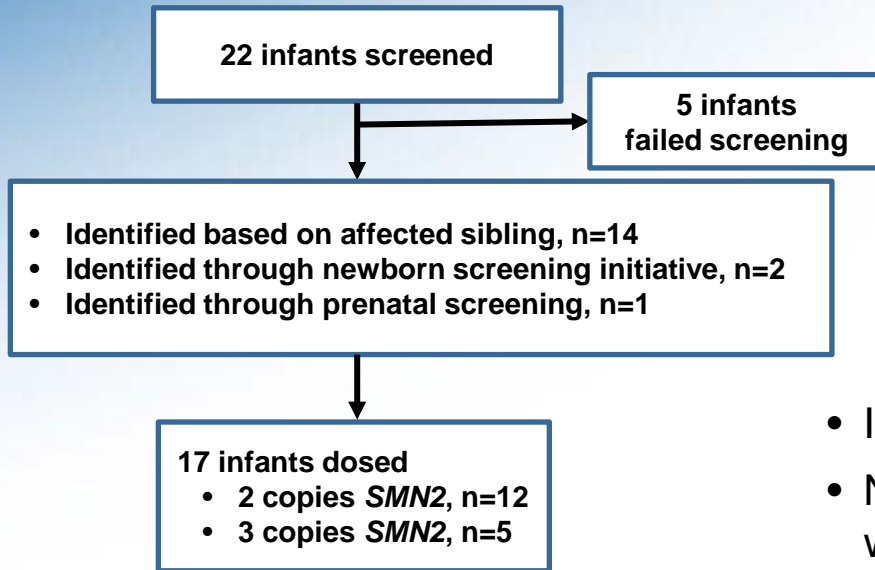 22 infants screened
5 infants
failed screening
• Identified based on affected sibling, n=14
• Identified through newborn screening initiative, n=2
• Identified through prenatal screening, n=1
17 infants dosed
• 2 copies SMN2, n=12
• 3 copies SMN2, n=5